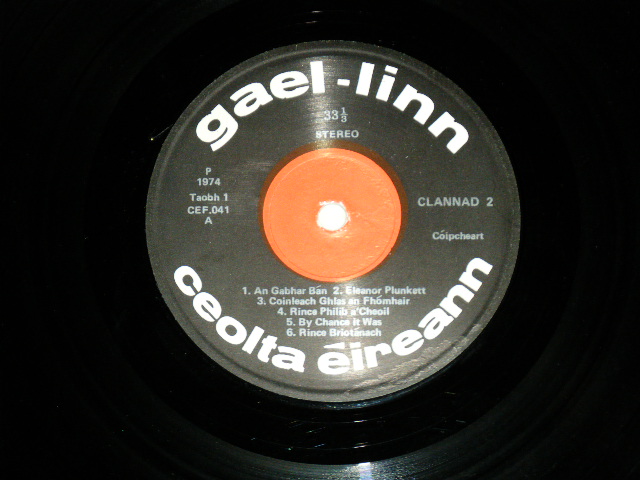 gael-linn
33 1/3
STEREO
P
1974
Taobh 1
CEF.041
A
CLANNAD 2
Cóipcheart
1. An Gabhar Bán 2. Eleanor Plunkett
3. Coinleach Ghlas an Fhómhair
4. Rince Philib a'Cheoil
5. By Chance it Was
6. Rince Briotánach
ceolta éireann